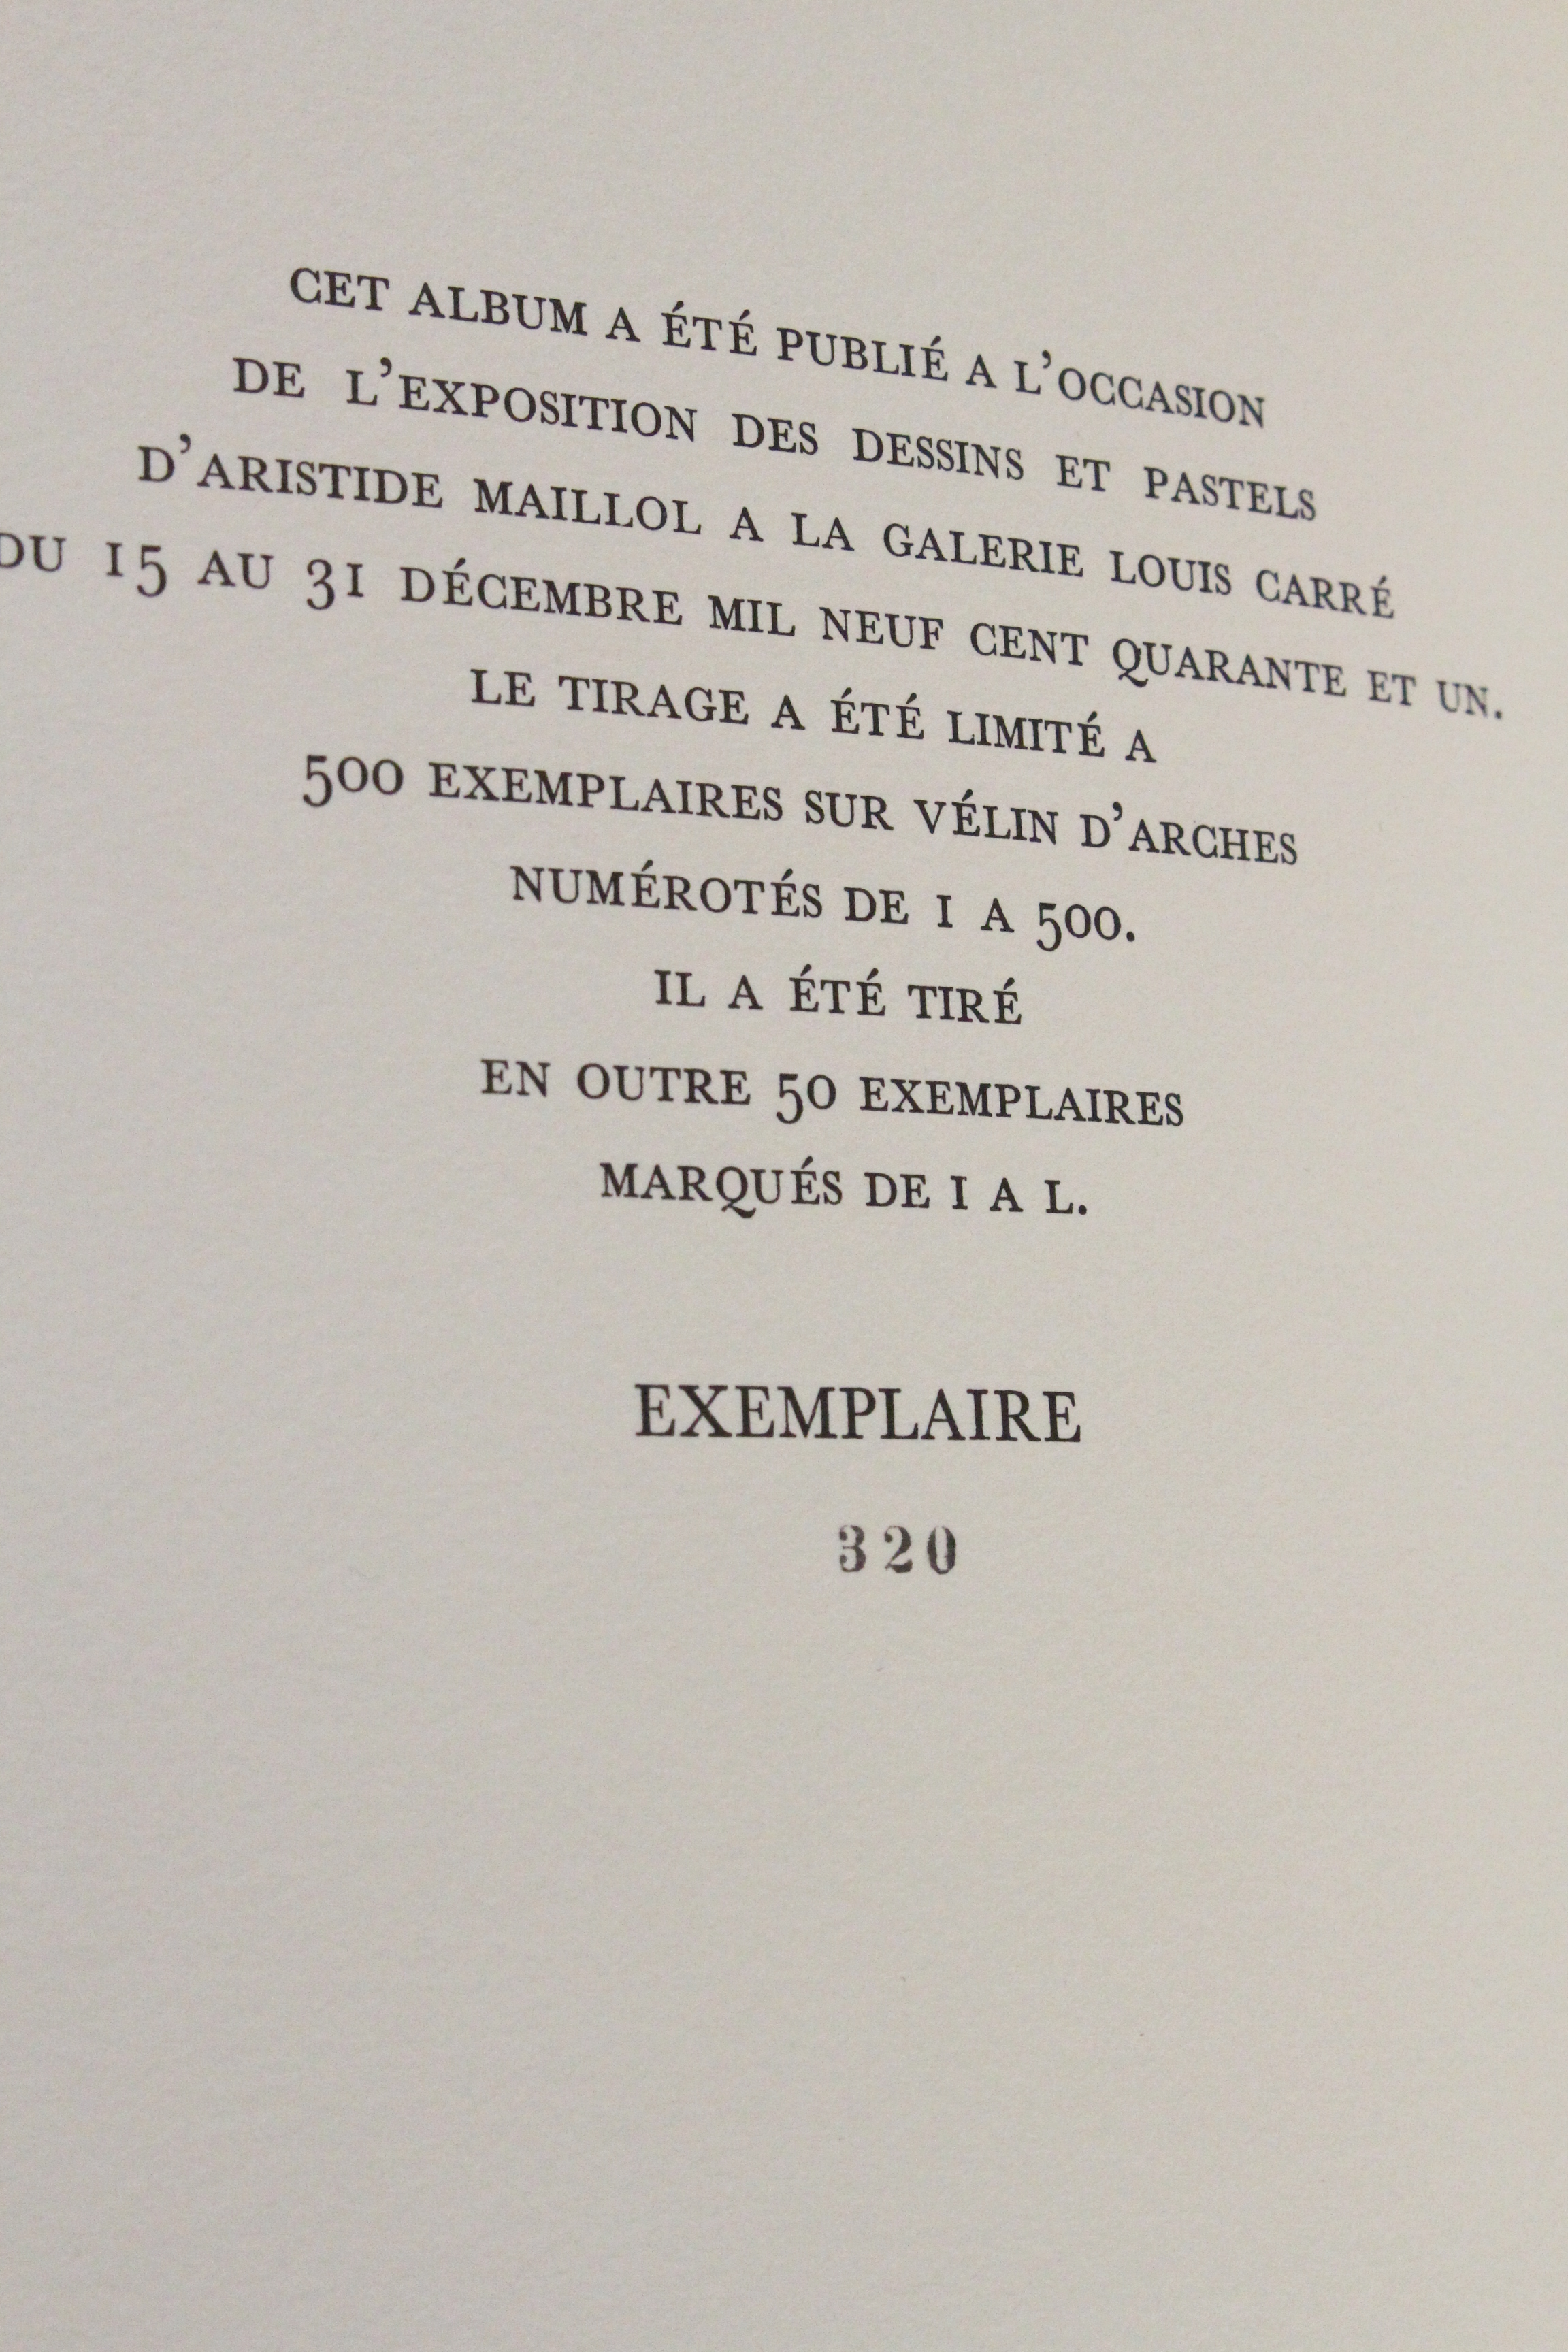 CET ALBUM A ÉTÉ PUBLIÉ A L'OCCASION
DE L'EXPOSITION DES DESSINS ET PASTELS
D'ARISTIDE MAILLOL A LA GALERIE LOUIS CARRÉ
DU 15 AU 31 DÉCEMBRE MIL NEUF CENT QUARANTE ET UN.
LE TIRAGE A ÉTÉ LIMITÉ A
500 EXEMPLAIRES SUR VÉLIN D'ARCHES
NUMÉROTÉS DE 1 A 500.
IL A ÉTÉ TIRÉ
EN OUTRE 50 EXEMPLAIRES
MARQUÉS DE I A L.
EXEMPLAIRE
320